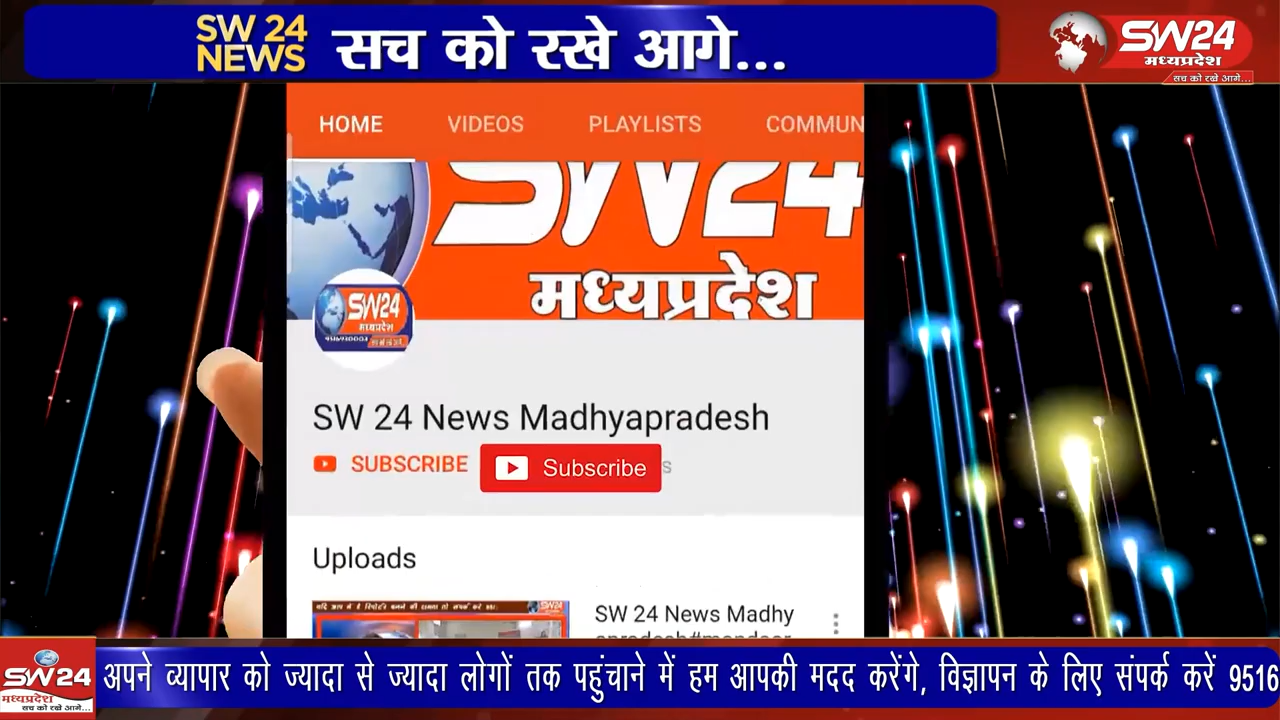 SW 24
NEWS
सच को रखे आगे...
SW24
मध्यप्रदेश
सच को रखे आगे...
HOME VIDEOS PLAYLISTS COMMUN
SW24
मध्यप्रदेश
SW24
मध्यप्रदेश
SW 24 News Madhyapradesh
SUBSCRIBE
Subscribe
s
Uploads
SW 24 News Madhy
SW24
मध्यप्रदेश
सच को रखे आगे...
अपने व्यापार को ज्यादा से ज्यादा लोगों तक पहुंचाने में हम आपकी मदद करेंगे, विज्ञापन के लिए संपर्क करें 9516